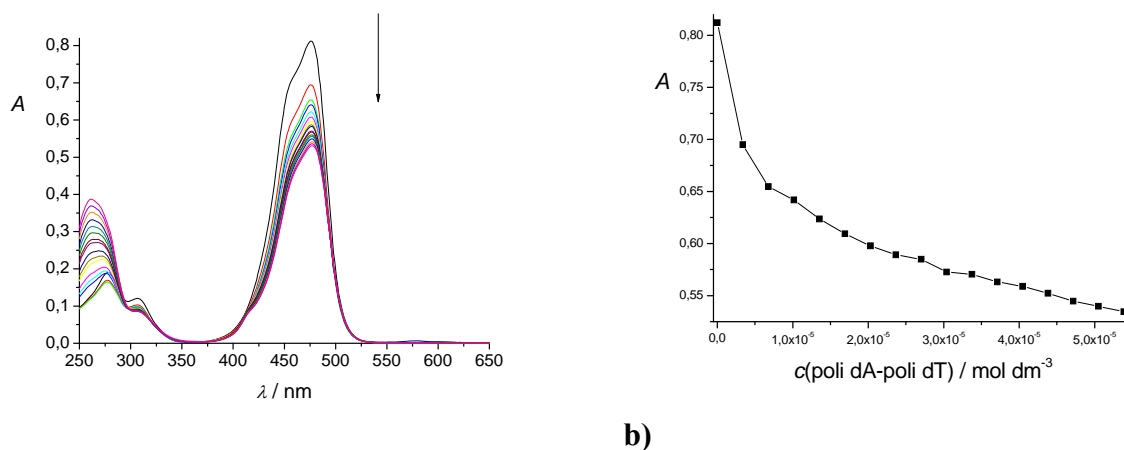 0,8
0,7
0,6
0,5
0,4
0,3
0,2
0,1
0,0
A
250 300 350 400 450 500 550 600 650
λ / nm
0,80
0,75
0,70
0,65
0,60
0,55
A
0,0 1,0x10⁻⁵ 2,0x10⁻⁵ 3,0x10⁻⁵ 4,0x10⁻⁵ 5,0x10⁻⁵
c(poli dA-poli dT) / mol dm⁻³
b)